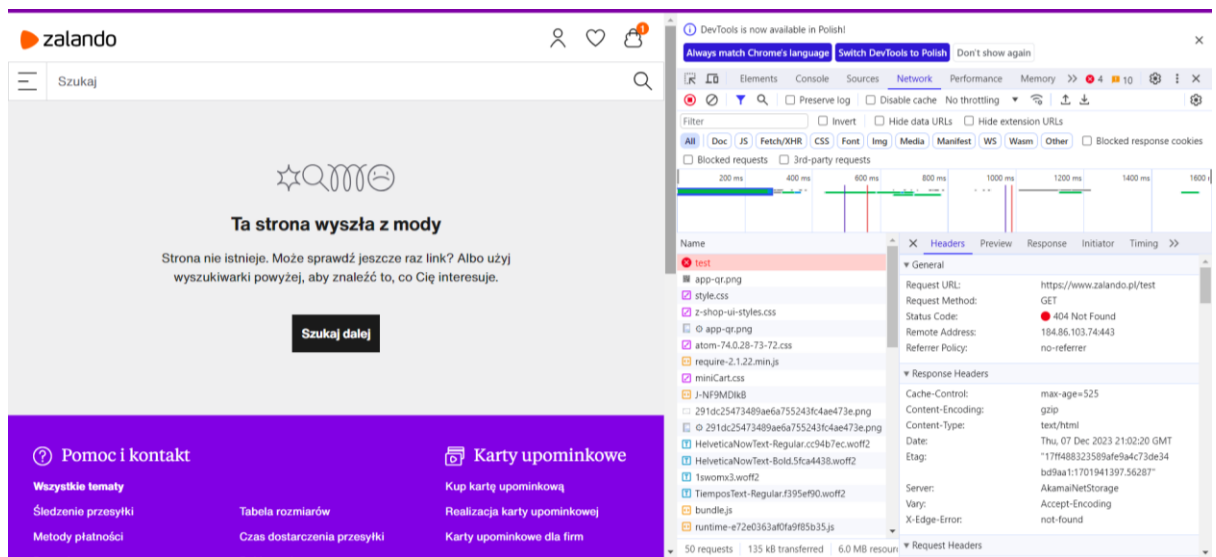 zalando
1
Szukaj
Ta strona wyszła z mody
Strona nie istnieje. Może sprawdź jeszcze raz link? Albo użyj
wyszukiwarki powyżej, aby znaleźć to, co Cię interesuje.
Szukaj dalej
Pomoc i kontakt
Wszystkie tematy
Śledzenie przesyłki
Tabela rozmiarów
Metody płatności
Czas dostarczenia przesyłki
Karty upominkowe
Kup kartę upominkową
Realizacja karty upominkowej
Karty upominkowe dla firm
DevTools is now available in Polish!
Always match Chrome's language Switch DevTools to Polish Don't show again
Elements Console Sources Network Performance Memory 4 10
Preserve log Disable cache No throttling
Filter Invert Hide data URLs Hide extension URLs
All Doc JS Fetch/XHR CSS Font Img Media Manifest WS Wasm Other Blocked response cookies
Blocked requests 3rd-party requests
200 ms 400 ms 600 ms 800 ms 1000 ms 1200 ms 1400 ms 1600
Name
test
app-qr.png
style.css
z-shop-ui-styles.css
app-qr.png
atom-74.0.28-73-72.css
require-2.1.22.min.js
miniCart.css
J-NF9MDIkB
291dc25473489ae6a755243fc4ae473e.png
291dc25473489ae6a755243fc4ae473e.png
HelveticaNowText-Regular.cc94b7ec.woff2
HelveticaNowText-Bold.5fca4438.woff2
1swomx3.woff2
TiemposText-Regular.f395ef90.woff2
bundle.js
runtime-e72e0363af0fa9f85b35.js
50 requests 135 kB transferred 6.0 MB resourc
Headers Preview Response Initiator Timing
General
Request URL: https://www.zalando.pl/test
Request Method: GET
Status Code: 404 Not Found
Remote Address: 184.86.103.74:443
Referrer Policy: no-referrer
Response Headers
Cache-Control: max-age=525
Content-Encoding: gzip
Content-Type: text/html
Date: Thu, 07 Dec 2023 21:02:20 GMT
Etag: "17ff488323589afe9a4c73de34
bd9aa1:1701941397.56287"
Server: AkamaiNetStorage
Vary: Accept-Encoding
X-Edge-Error: not-found
Request Headers